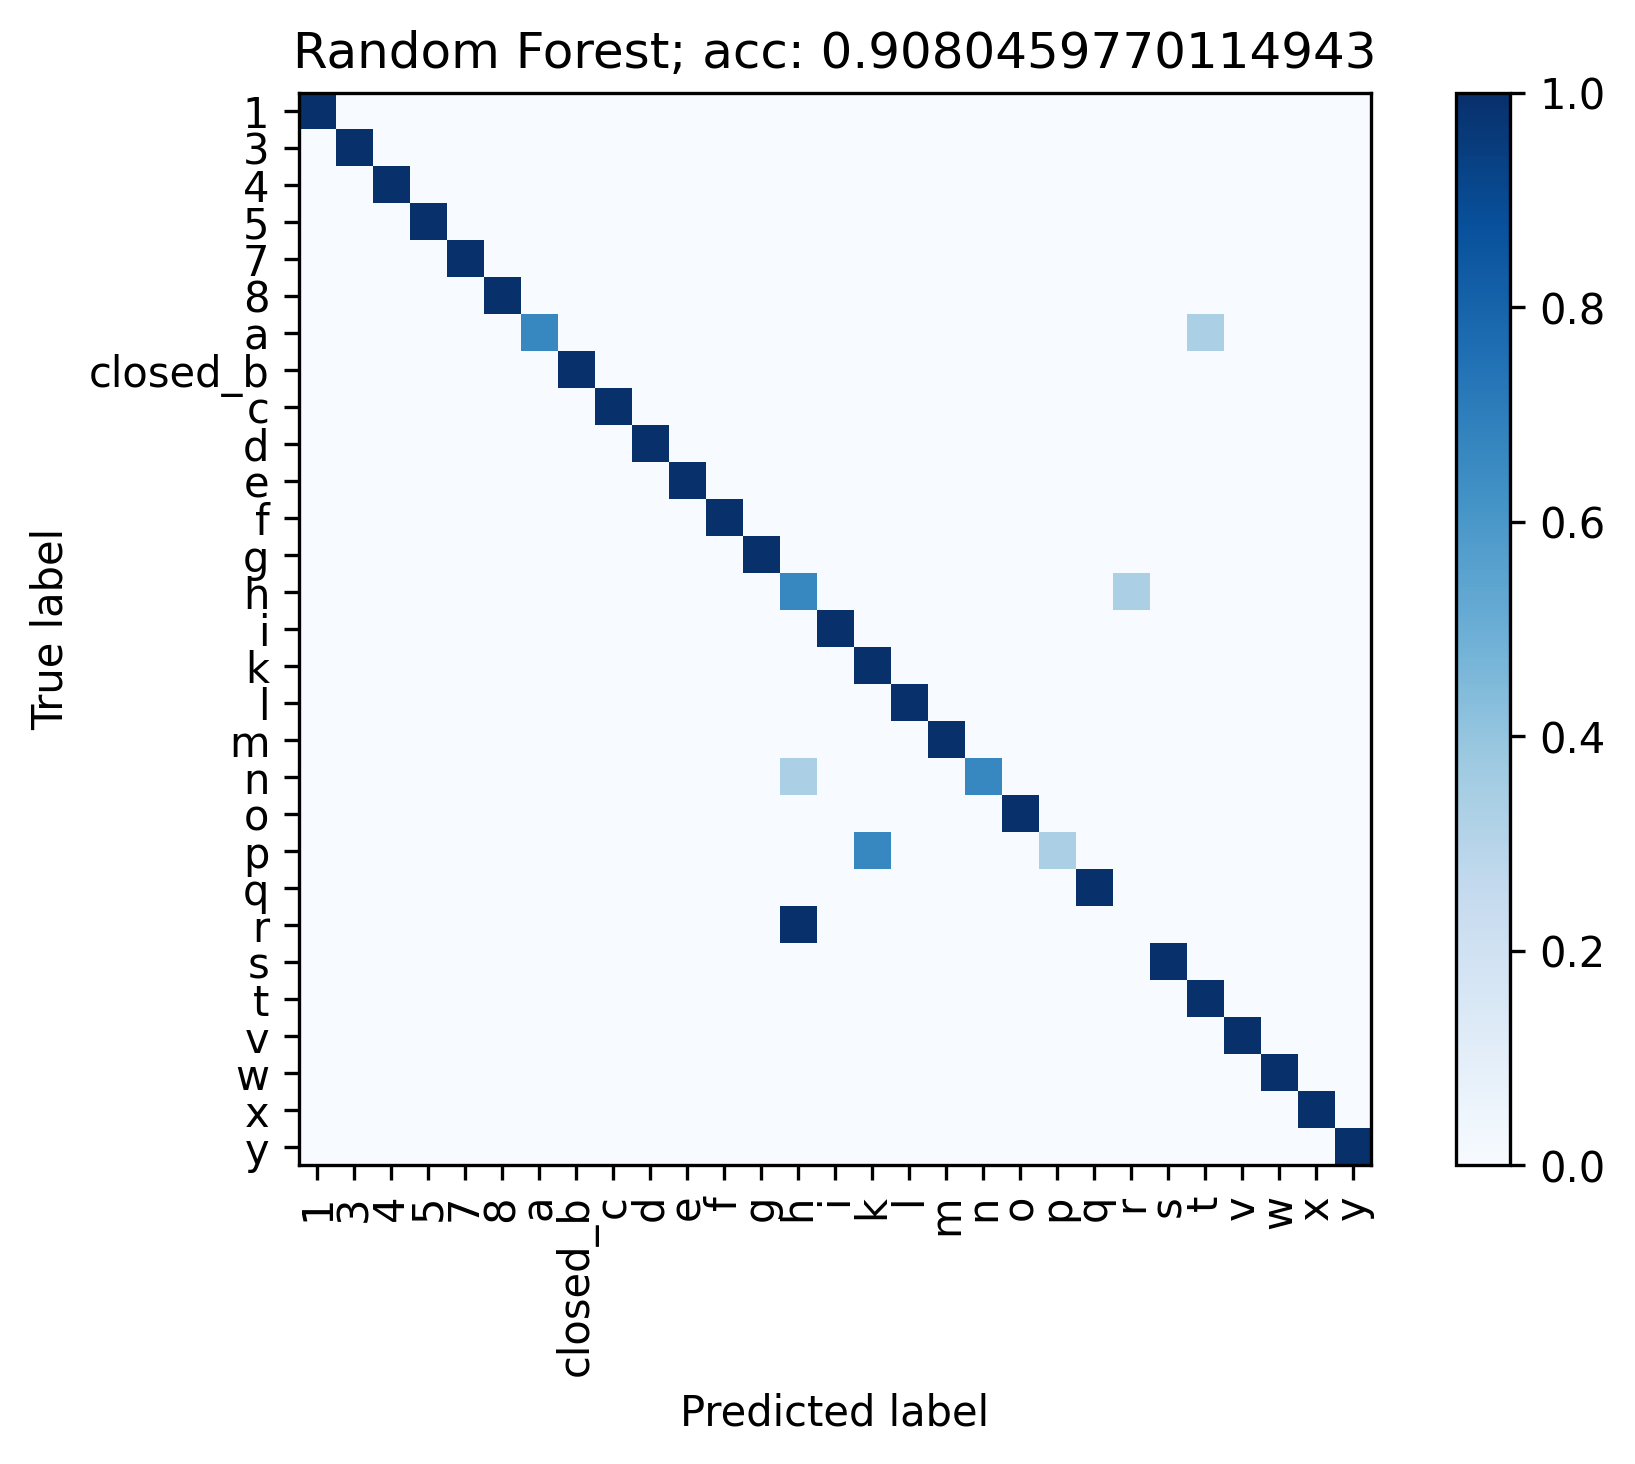 Random Forest; acc: 0.9080459770114943
1
3
4
5
7
8
a
closed_b
c
d
e
f
g
h
i
k
l
m
n
o
p
q
r
s
t
v
w
x
y
True label
1 3 4 5 7 8 a closed_b c d e f g h i k l m n o p q r s t v w x y
Predicted label
1.0
0.8
0.6
0.4
0.2
0.0